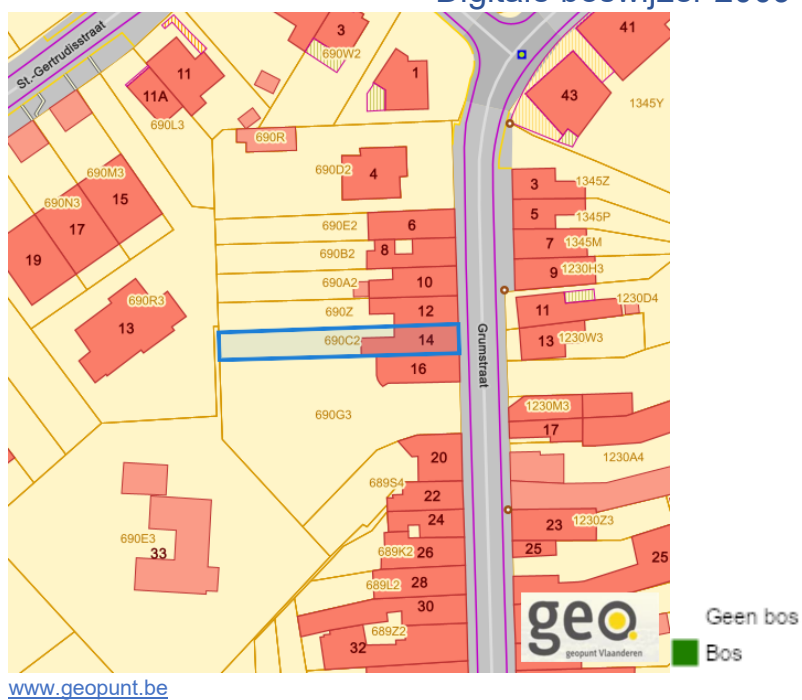 St.-Gertrudisstraat
3
690W2
41
11
1
11A
43
1345Y
690L3
690R
690M3
690D2
4
3
1345Z
15
690N3
5
1345P
690E2
6
17
7
1345M
690B2
8
19
9
1230H3
690A2
10
690R3
1230D4
690Z
12
11
13
690C2
14
13
1230W3
Grumstraat
16
690G3
1230M3
17
20
1230A4
689S4
22
24
23
1230Z3
690E3
33
689K2
26
25
25
689L2
28
30
geo.
geopunt Vlaanderen
689Z2
32
Geen bos
Bos
www.geopunt.be